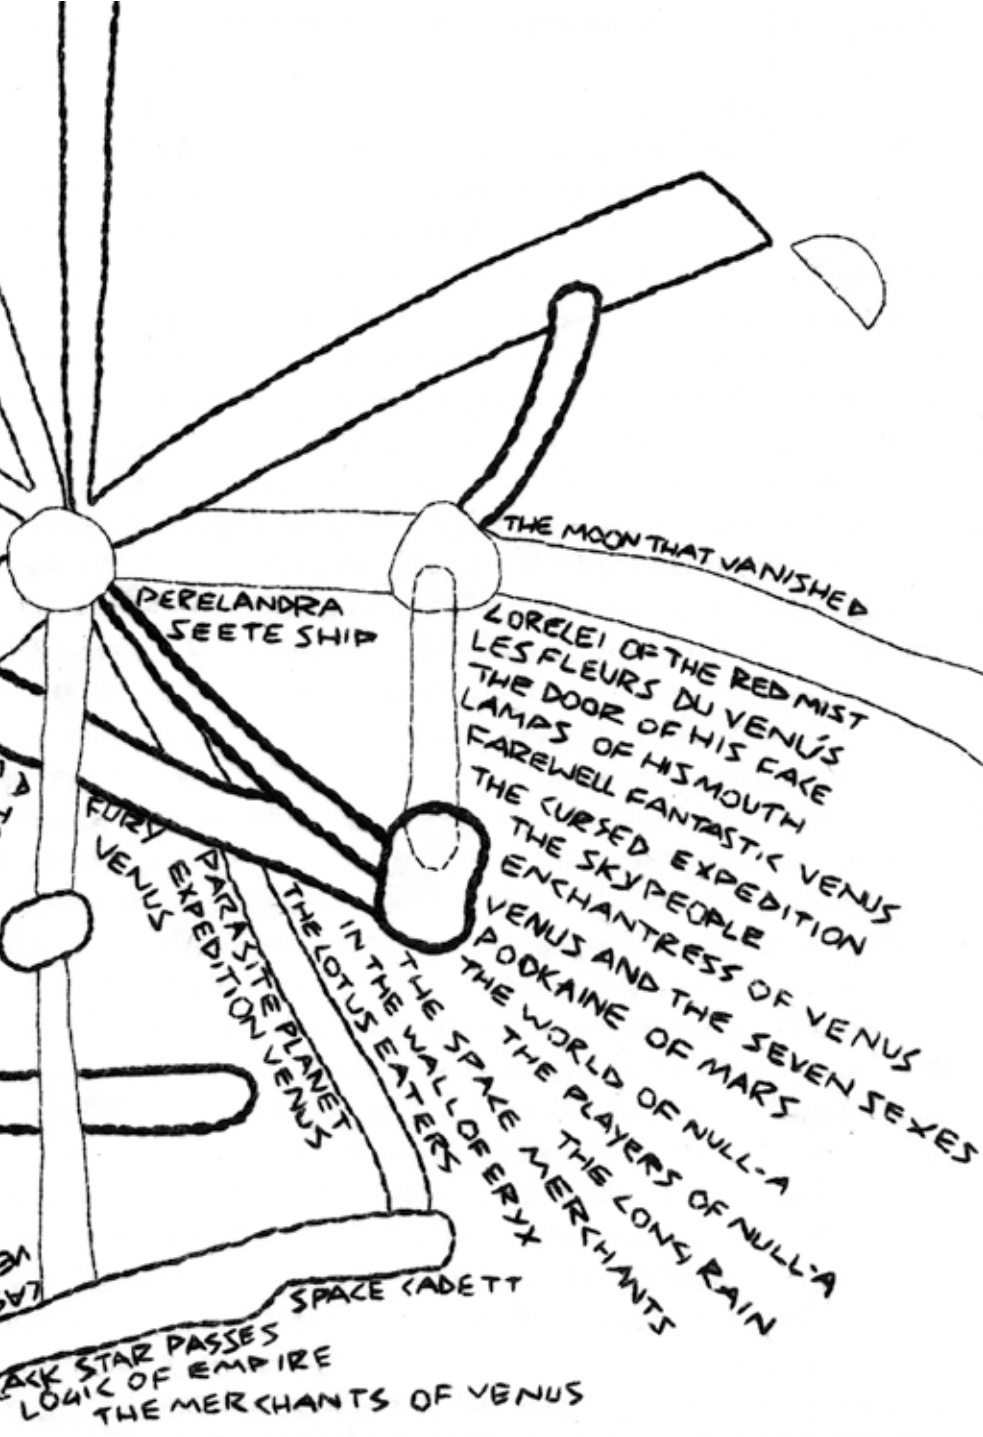 THE MOON THAT VANISHED
PERELANDRA
SEETE SHIP
LORELEI OF THE RED MIST
LES FLEURS DU VENUS
THE DOOR OF HIS FACE
LAMPS OF HIS MOUTH
FAREWELL FANTASTIC VENUS
THE CURSED EXPEDITION
THE SKYPEOPLE
ENCHANTRESS OF VENUS
VENUS AND THE SEVEN SEXES
PODKAINE OF MARS
THE WORLD OF NULL-A
THE PLAYERS OF NULL-A
THE LONG RAIN
THE SPACE MERCHANTS
IN THE WALL OF ERYX
THE LOTUS EATERS
PARASITE PLANET
EXPEDITION VENUS
FURY
VENUS
SPACE CADETT
ACK STAR PASSES
LOGIC OF EMPIRE
THE MERCHANTS OF VENUS